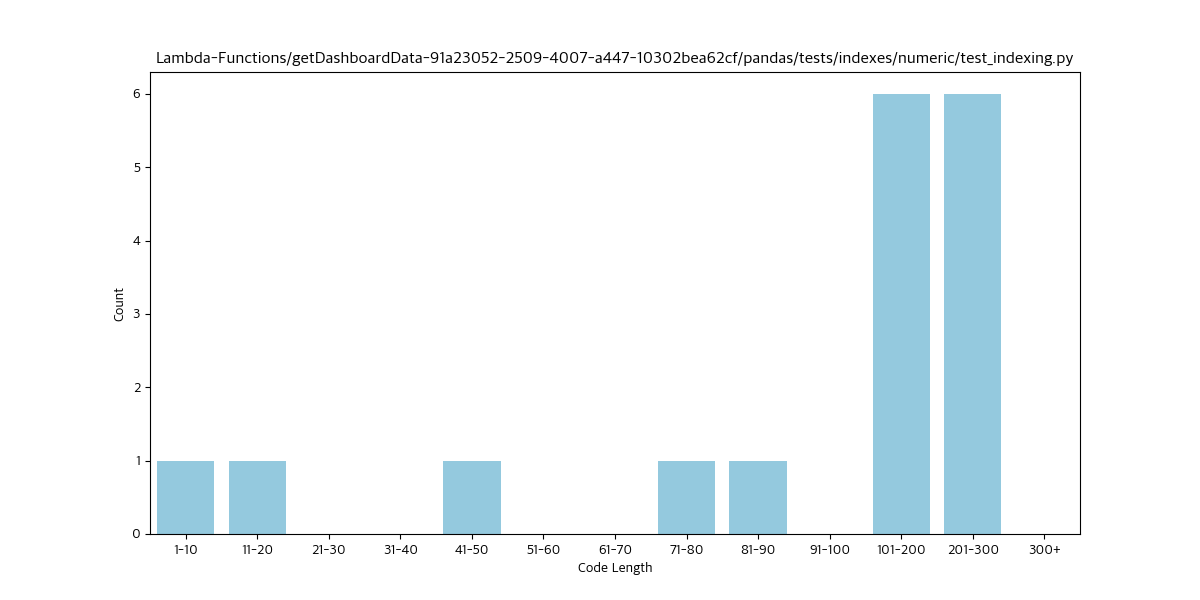 Lambda-Functions/getDashboardData-91a23052-2509-4007-a447-10302bea62cf/pandas/tests/indexes/numeric/test_indexing.py
6
5
4
3
2
1
0
Count
1-10 11-20 21-30 31-40 41-50 51-60 61-70 71-80 81-90 91-100 101-200 201-300 300+
Code Length